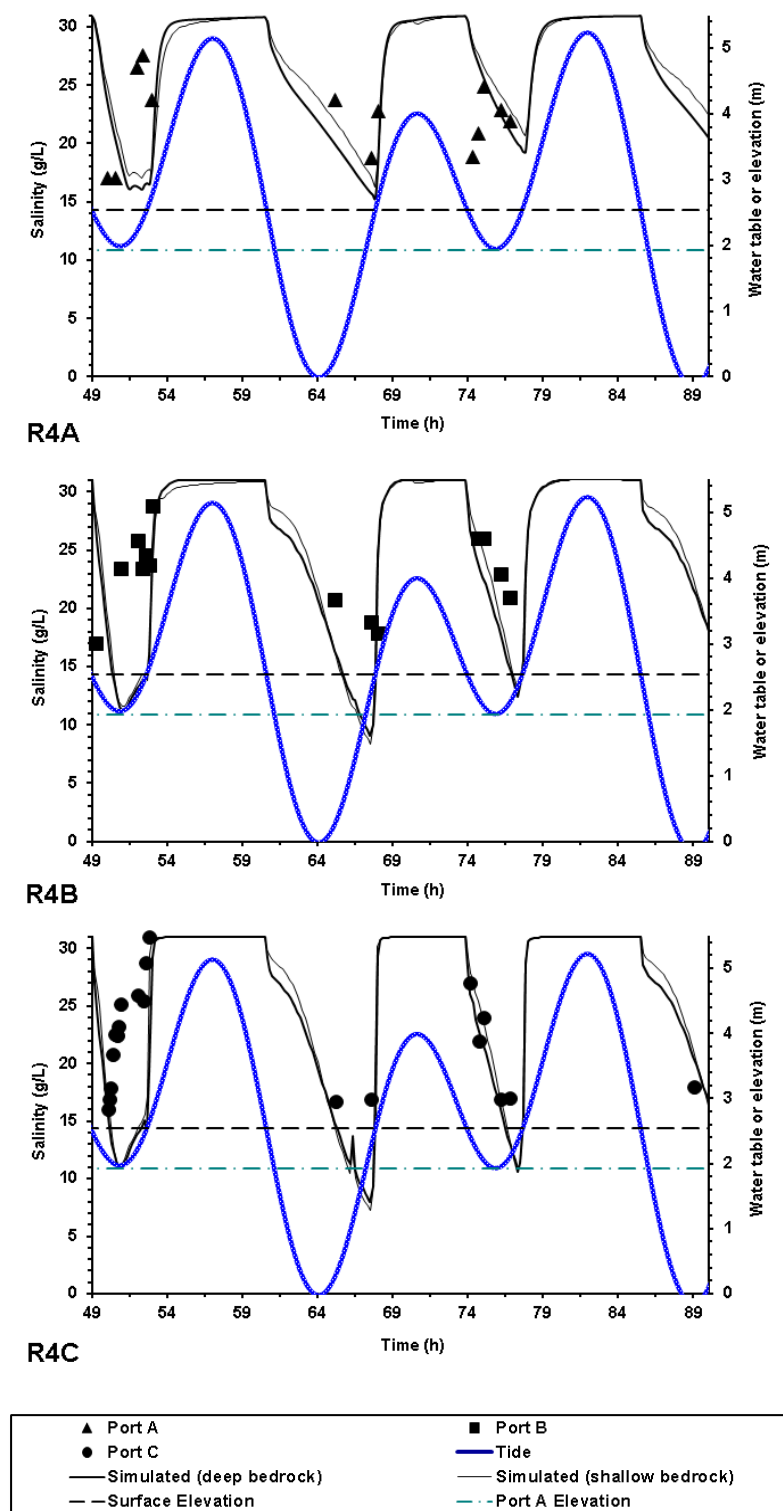 31
26
21
15
10
5
0
Salinity (g/L)
5
4
3
2
1
0
Water table or elevation (m)
49 54 59 64 69 74 79 84 89
Time (h)
R4A
30
25
20
15
10
5
0
Salinity (g/L)
5
4
3
2
1
0
Water table or elevation (m)
49 54 59 64 69 74 79 84 89
Time (h)
R4B
30
25
20
15
10
5
0
Salinity (g/L)
5
4
3
2
1
0
Water table or elevation (m)
49 54 59 64 69 74 79 84 89
Time (h)
R4C
Port A Port B
Port C Tide
Simulated (deep bedrock) Simulated (shallow bedrock)
Surface Elevation Port A Elevation